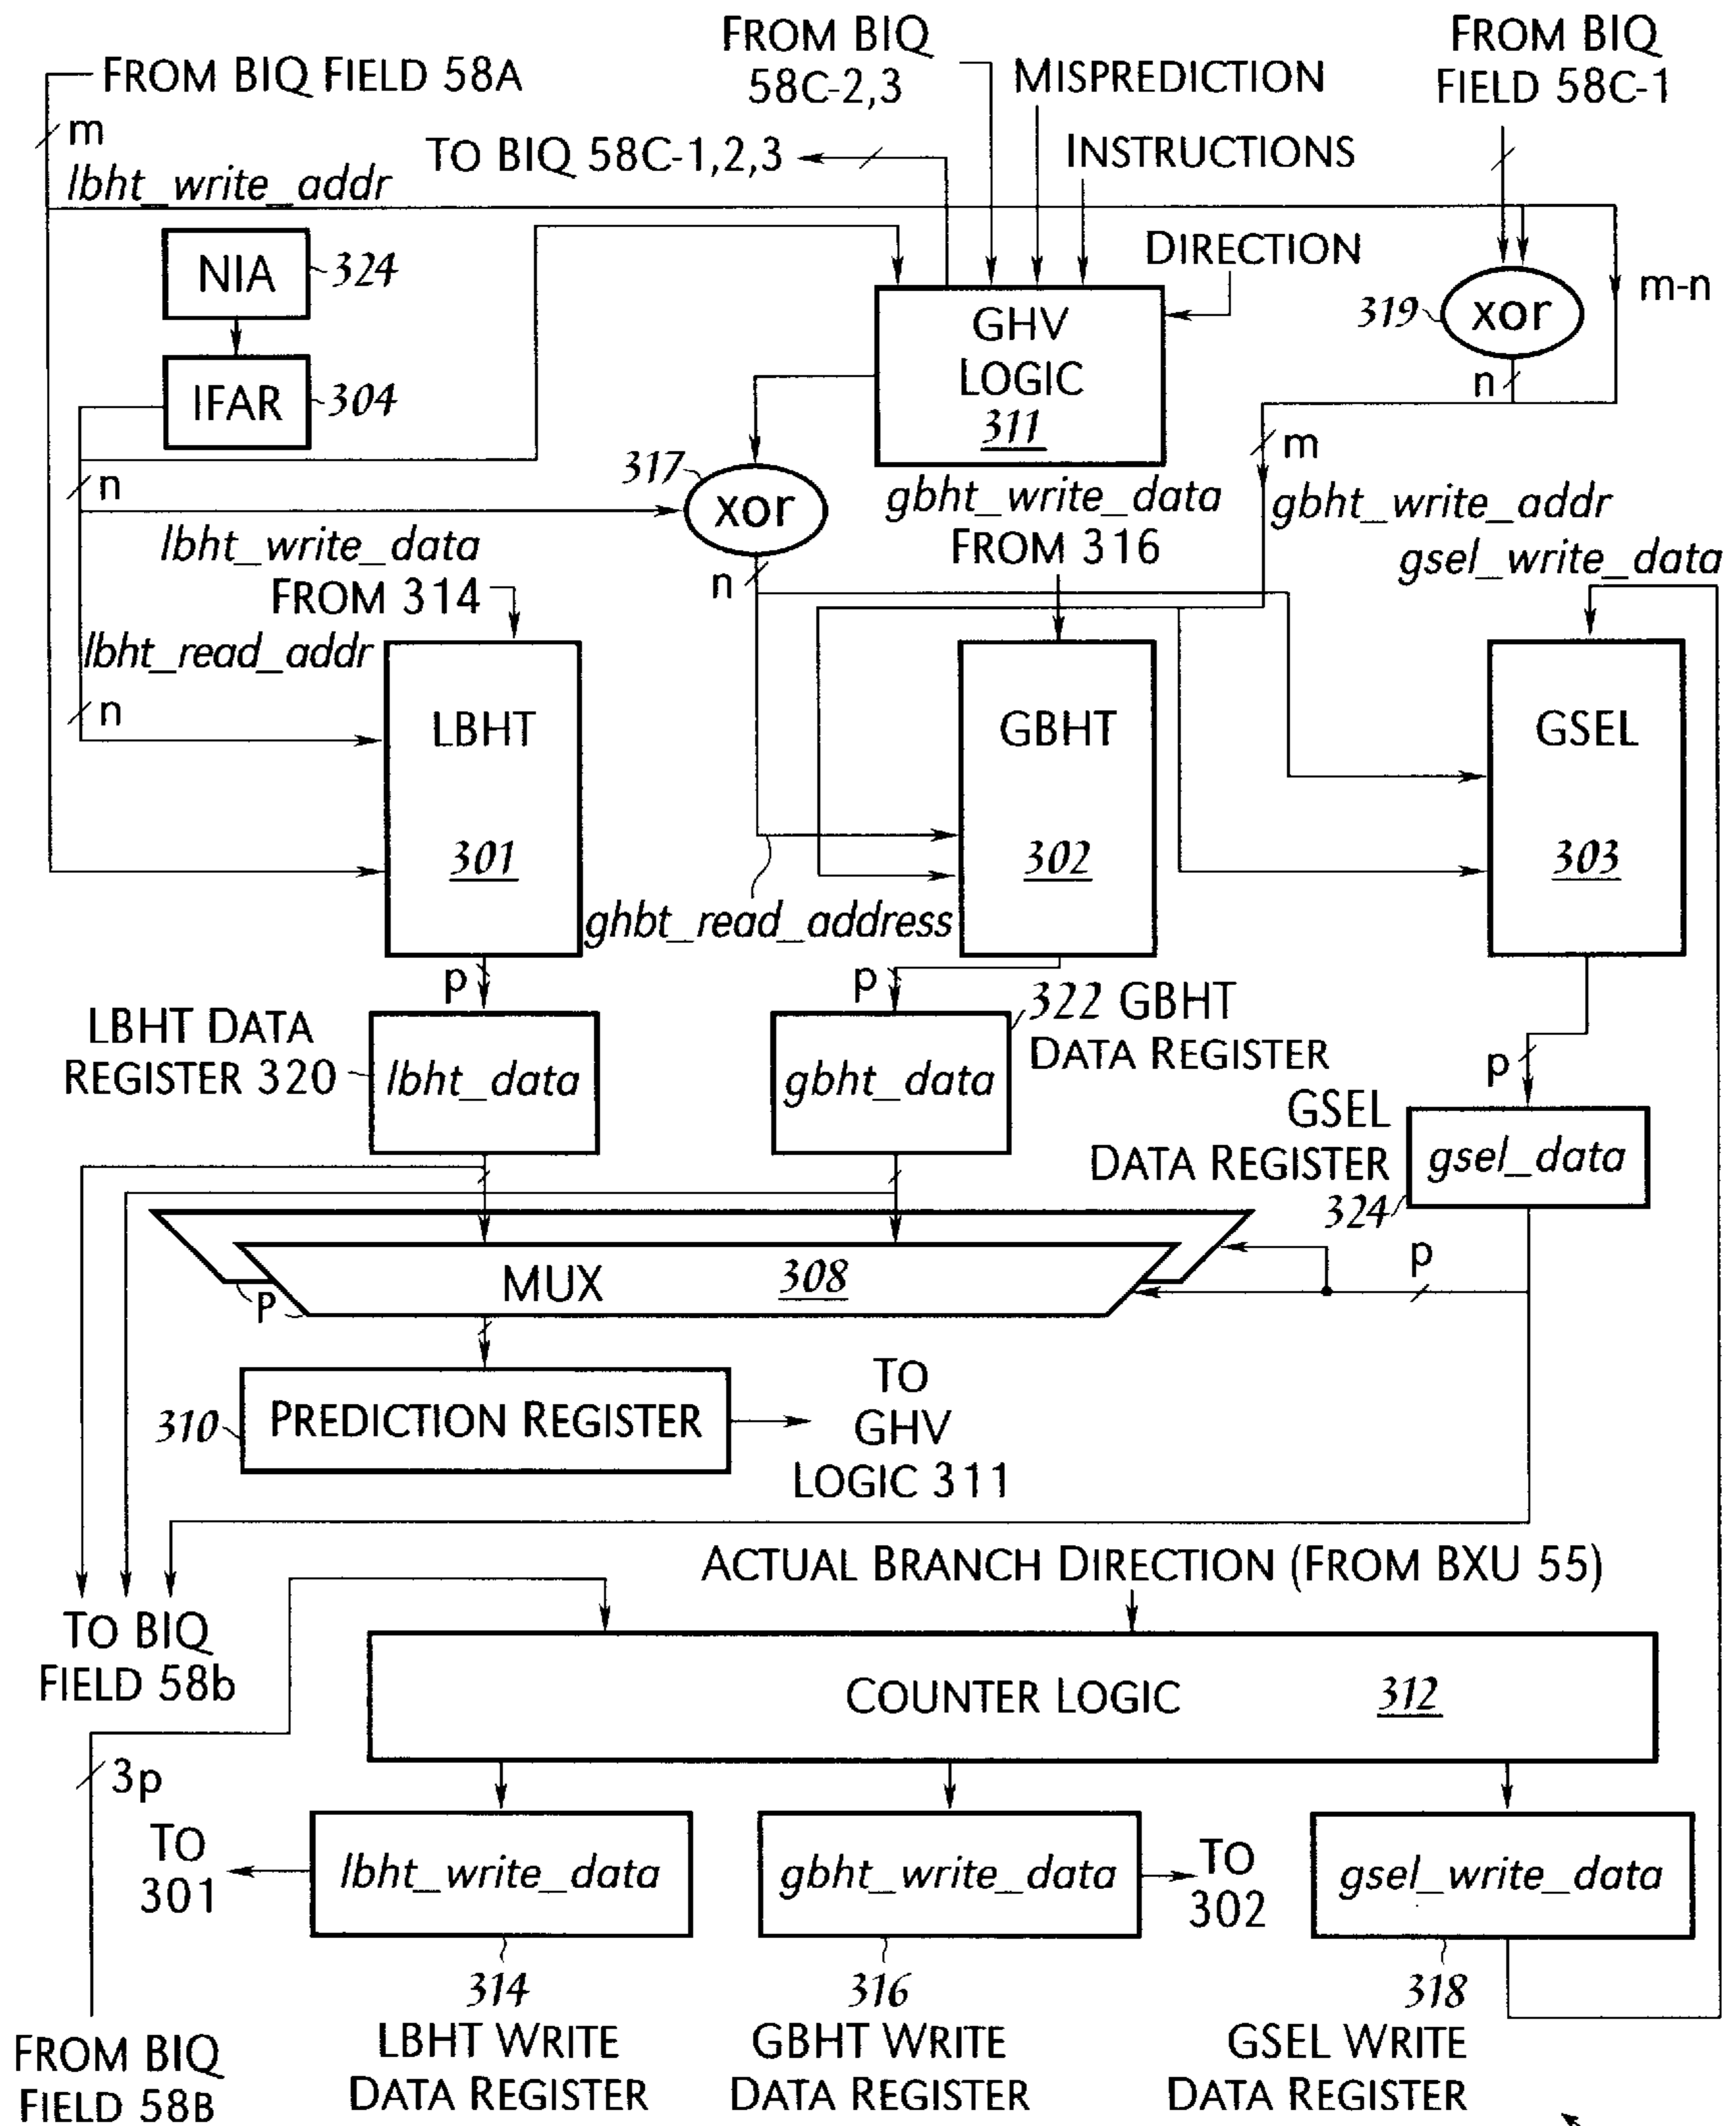 FROM BIQ FIELD 58A
FROM BIQ
58C-2,3
MISPREDICTION
FROM BIQ
FIELD 58C-1
m
TO BIQ 58C-1,2,3
INSTRUCTIONS
lbht_write_addr
NIA
324
DIRECTION
m-n
GHV
LOGIC
311
319
xor
IFAR
304
n
m
317
xor
n
gbht_write_data
FROM 316
gbht_write_addr
gsel_write_data
lbht_write_data
FROM 314
n
lbht_read_addr
n
LBHT
301
GBHT
302
GSEL
303
ghbt_read_address
p
p
LBHT DATA
REGISTER 320
lbht_data
gbht_data
322 GBHT
DATA REGISTER
p
GSEL
DATA REGISTER
324
gsel_data
MUX
308
p
P
PREDICTION REGISTER
310
TO
GHV
LOGIC 311
ACTUAL BRANCH DIRECTION (FROM BXU 55)
TO BIQ
FIELD 58b
COUNTER LOGIC
312
3p
TO
301
lbht_write_data
gbht_write_data
TO
302
gsel_write_data
314
LBHT WRITE
DATA REGISTER
316
GBHT WRITE
DATA REGISTER
318
GSEL WRITE
DATA REGISTER
FROM BIQ
FIELD 58B